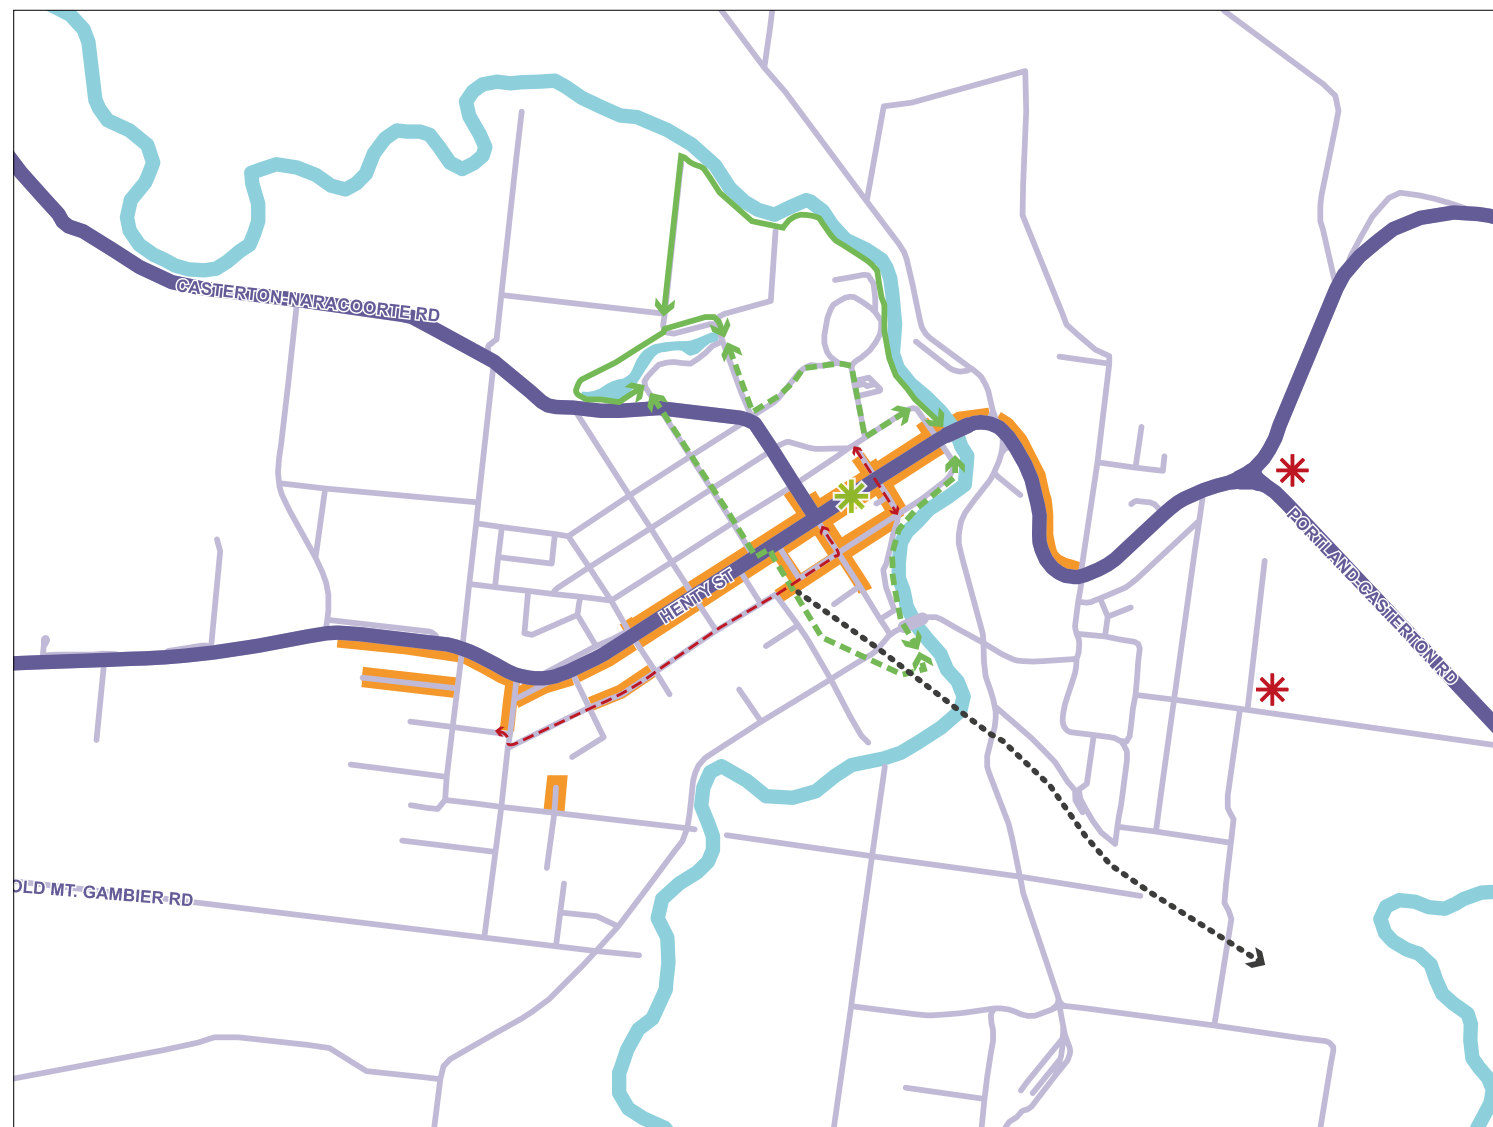 CASTERTON-NARACOORTE RD
PORTLAND-CASTERTON RD
HENTY ST
OLD MT. GAMBIER RD